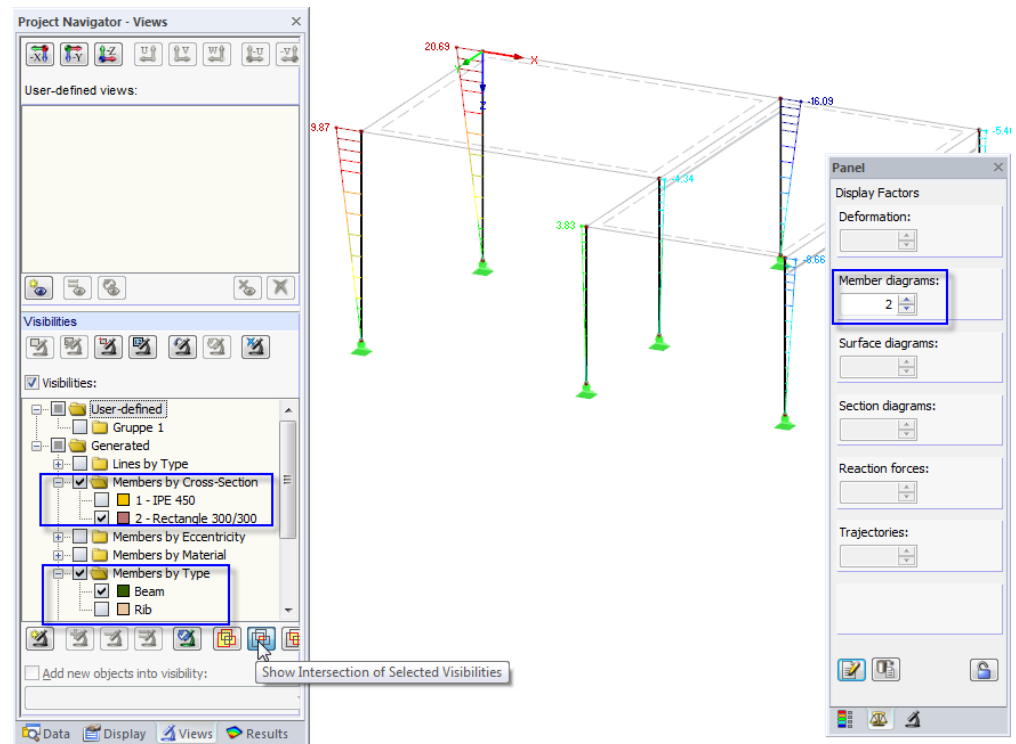 Project Navigator - Views
-X
-Y
-Z
U
V
W
-U
-V
User-defined views:
Visibilities
Visibilities:
User-defined
Gruppe 1
Generated
Lines by Type
Members by Cross-Section
1 - IPE 450
2 - Rectangle 300/300
Members by Eccentricity
Members by Material
Members by Type
Beam
Rib
Show Intersection of Selected Visibilities
Add new objects into visibility:
Data
Display
Views
Results
20.69
X
Z
-16.09
9.87
-4.34
3.83
-8.66
Panel
Display Factors
Deformation:
Member diagrams:
2
Surface diagrams:
Section diagrams:
Reaction forces:
Trajectories: